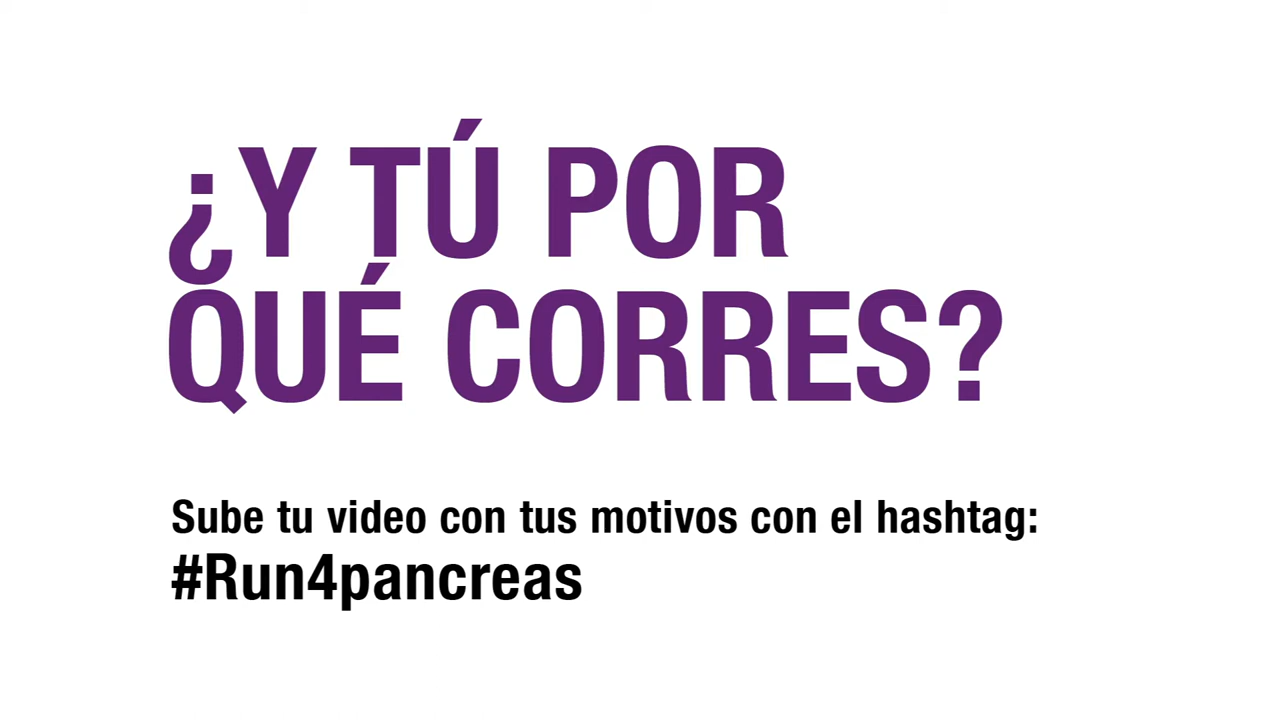 ¿Y TÚ POR
QUÉ CORRES?
Sube tu video con tus motivos con el hashtag:
#Run4pancreas